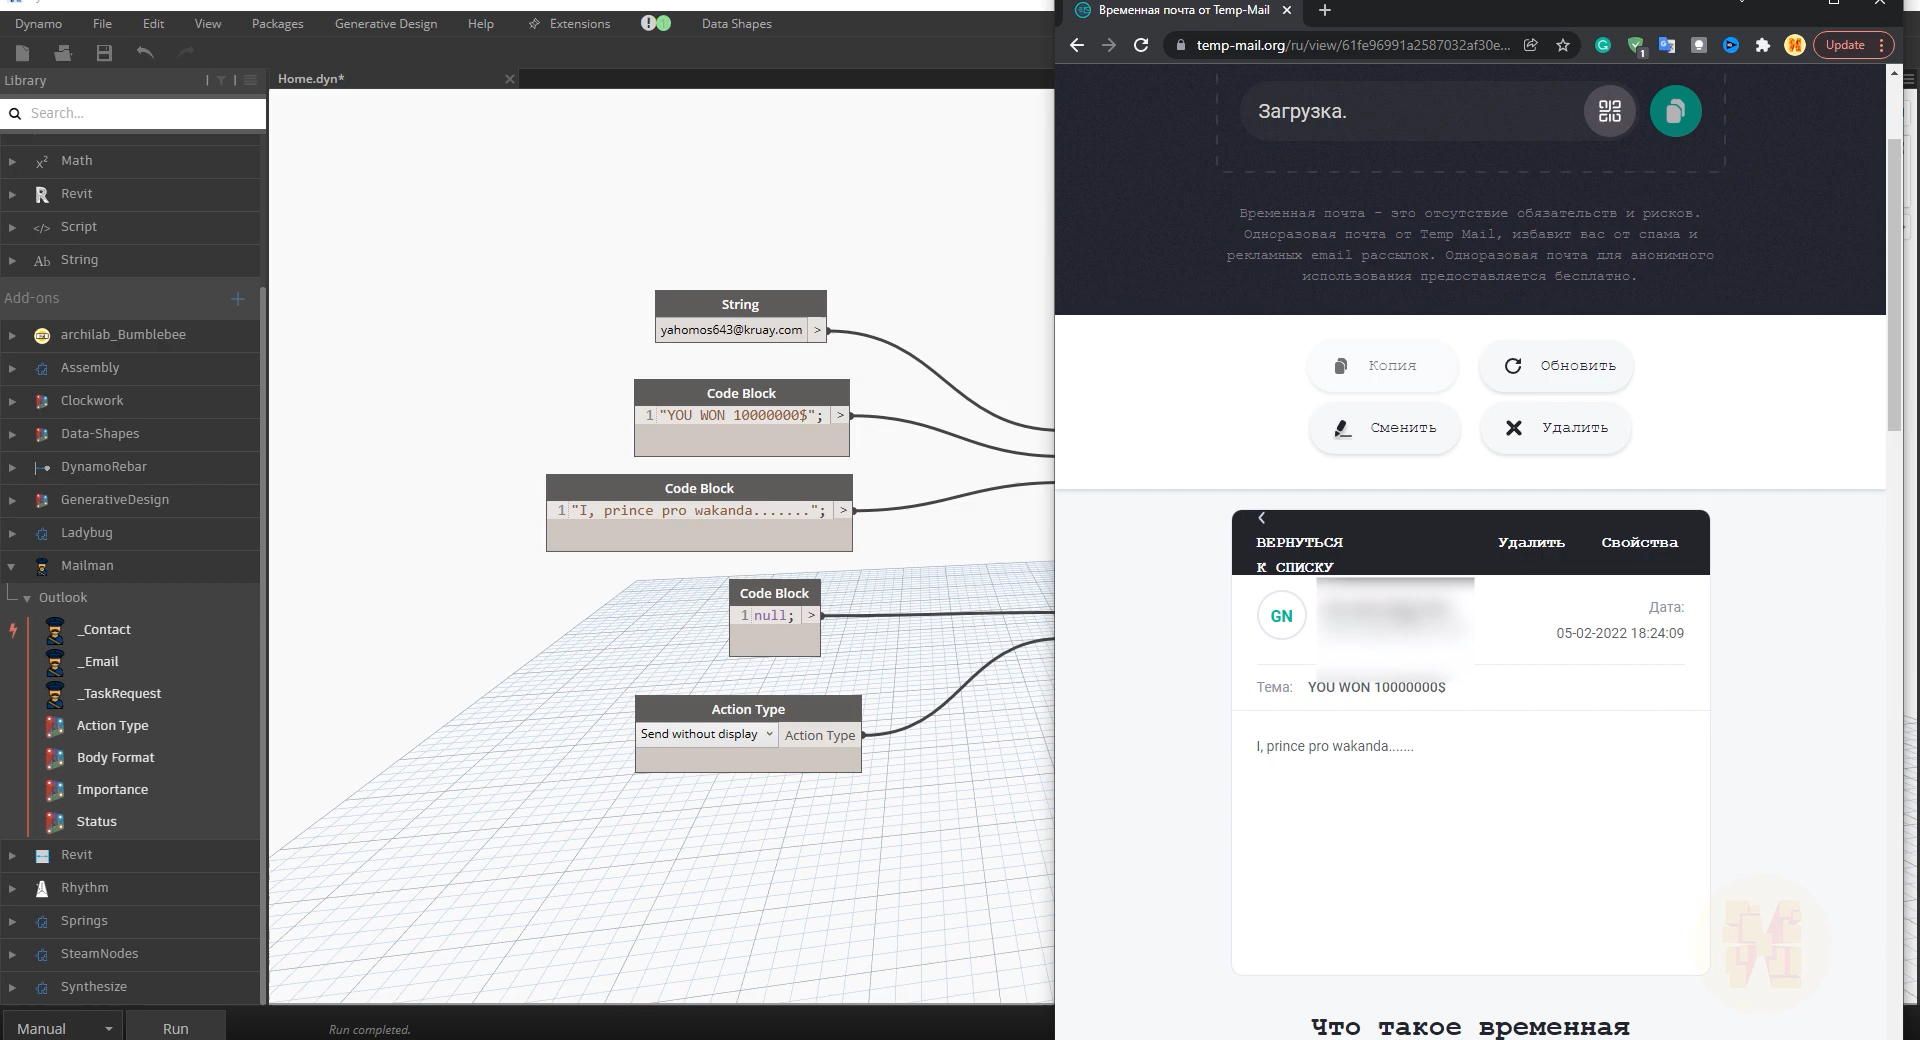 Dynamo File Edit View Packages Generative Design Help Extensions Data Shapes
Library
Search...
Math
Revit
Script
String
Add-ons
archilab_Bumblebee
Assembly
Clockwork
Data-Shapes
DynamoRebar
GenerativeDesign
Ladybug
Mailman
Outlook
_Contact
_Email
_TaskRequest
Action Type
Body Format
Importance
Status
Revit
Rhythm
Springs
SteamNodes
Synthesize
Manual Run Run completed.
Home.dyn*
String
yahomos643@kruay.com >
Code Block
1 "YOU WON 10000000$"; >
Code Block
1 "I, prince pro wakanda......."; >
Code Block
1 null; >
Action Type
Send without display Action Type
Временная почта от Temp-Mail
temp-mail.org/ru/view/61fe96991a2587032af30e... 1 Update
Загрузка.
Временная почта - это отсутствие обязательств и рисков.
Одноразовая почта от Temp Mail, избавит вас от спама и
рекламных email рассылок. Одноразовая почта для анонимного
использования предоставляется бесплатно.
Копия Обновить
Сменить Удалить
ВЕРНУТЬСЯ
К СПИСКУ
Удалить Свойства
GN
Дата:
05-02-2022 18:24:09
Тема: YOU WON 10000000$
I, prince pro wakanda.......
Что такое временная